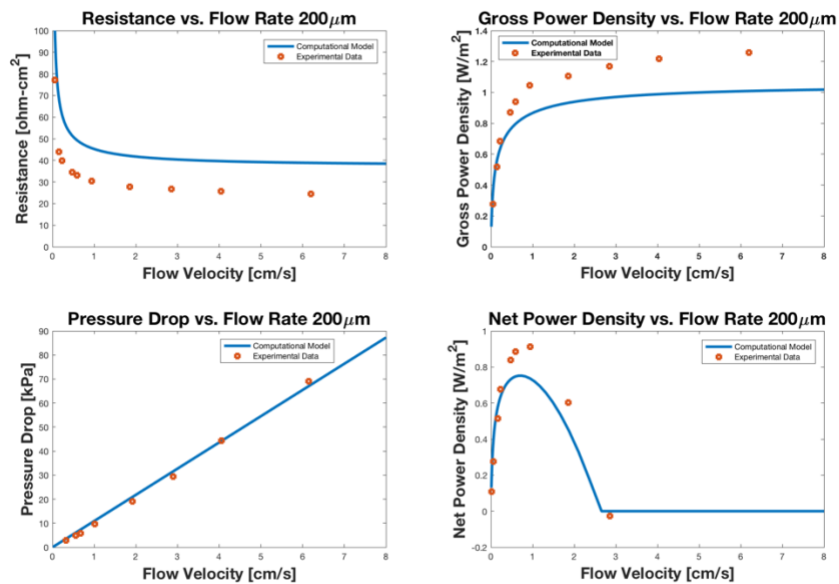 Resistance vs. Flow Rate 200μm
Resistance [ohm-cm²]
100
90
80
70
60
50
40
30
20
10
0
Computational Model
Experimental Data
0 1 2 3 4 5 6 7 8
Flow Velocity [cm/s]
Gross Power Density vs. Flow Rate 200μm
Gross Power Density [W/m²]
1.4
1.2
1
0.8
0.6
0.4
0.2
0
Computational Model
Experimental Data
0 1 2 3 4 5 6 7 8
Flow Velocity [cm/s]
Pressure Drop vs. Flow Rate 200μm
Pressure Drop [kPa]
90
80
70
60
50
40
30
20
10
0
Computational Model
Experimental Data
0 1 2 3 4 5 6 7 8
Flow Velocity [cm/s]
Net Power Density vs. Flow Rate 200μm
Net Power Density [W/m²]
1
0.8
0.6
0.4
0.2
0
-0.2
Computational Model
Experimental Data
0 1 2 3 4 5 6 7 8
Flow Velocity [cm/s]